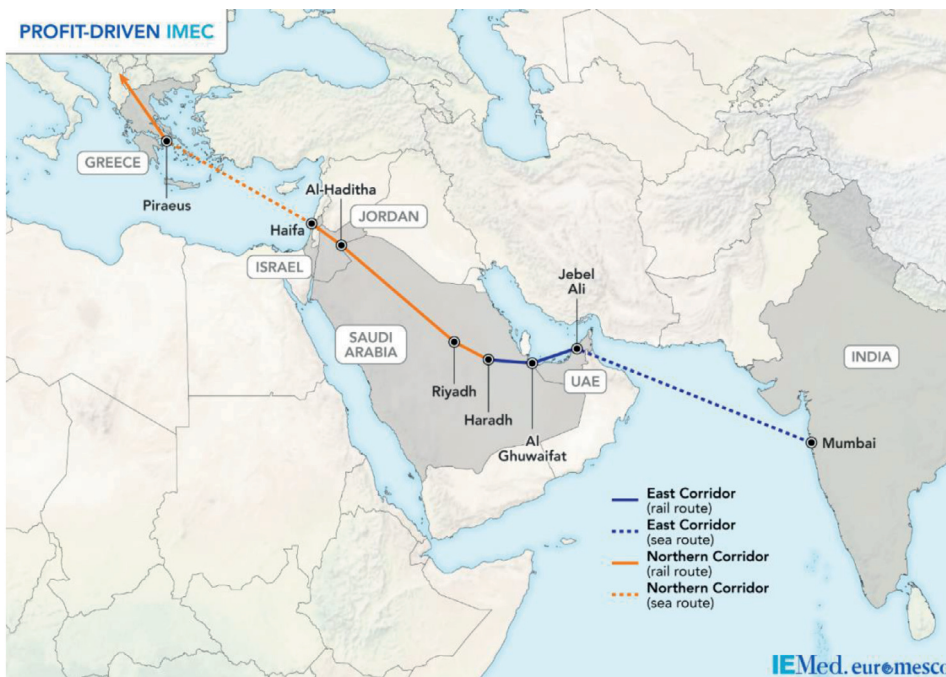 PROFIT-DRIVEN IMEC
GREECE
Piraeus
Al-Haditha
JORDAN
Haifa
ISRAEL
Jebel
Ali
SAUDI
ARABIA
INDIA
UAE
Riyadh
Haradh
Al
Ghuwaifat
Mumbai
East Corridor
(rail route)
East Corridor
(sea route)
Northern Corridor
(rail route)
Northern Corridor
(sea route)
IEMed. euromesco